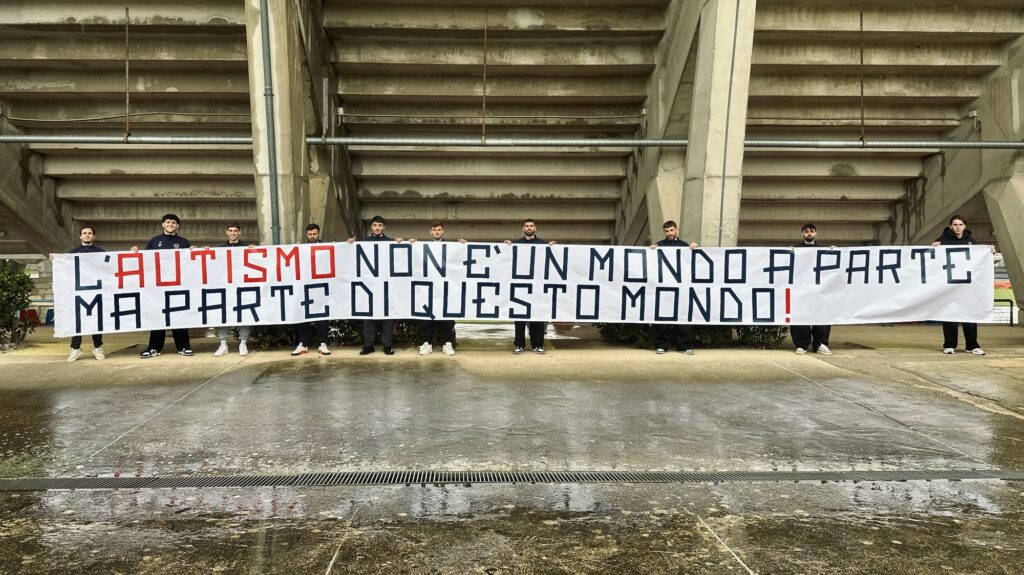 L'AUTISMO NON E' UN MONDO A PARTE
MA PARTE DI QUESTO MONDO!